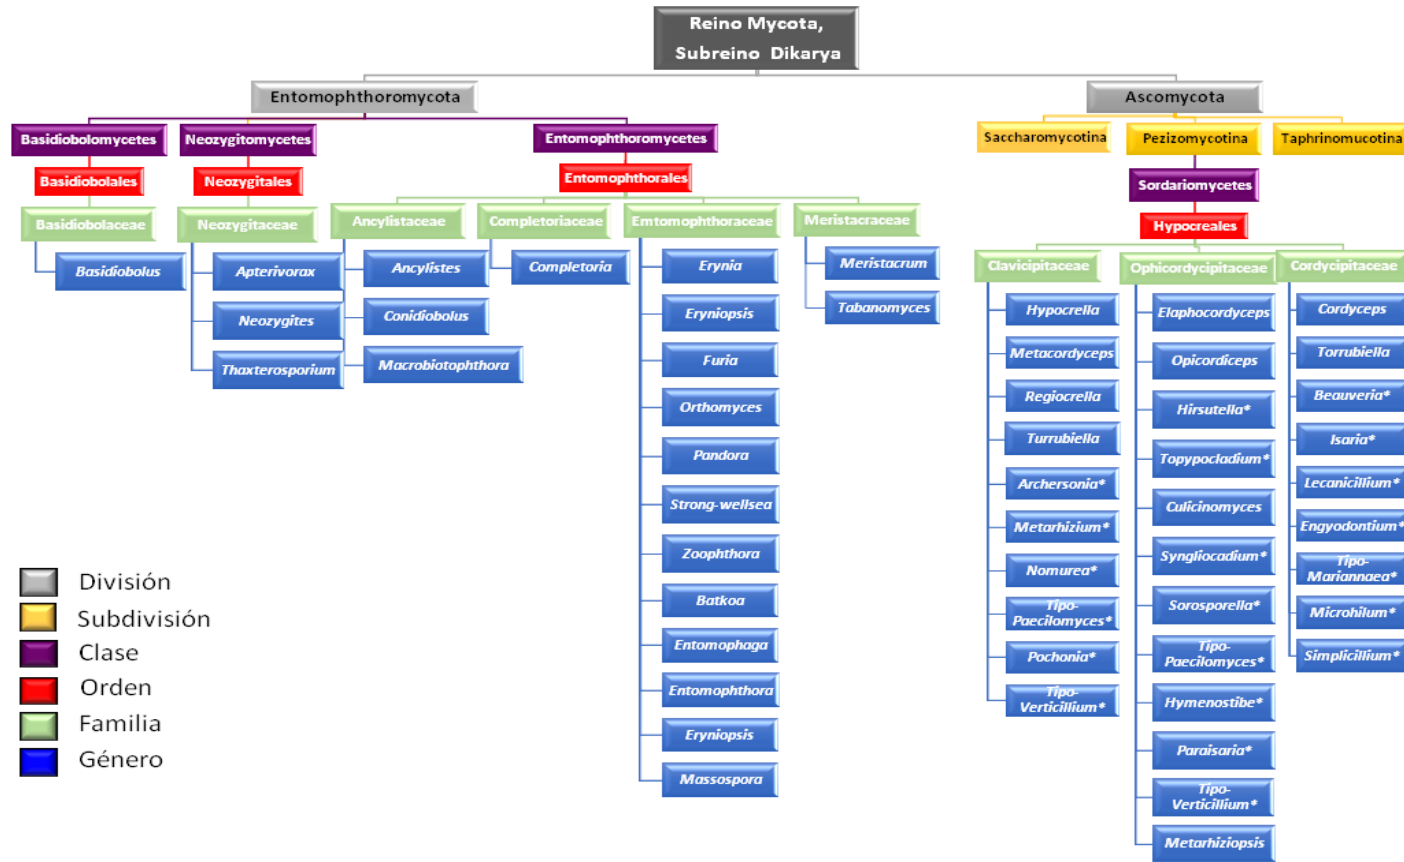 Reino Mycota,
Subreino Dikarya
Entomophthoromycota
Ascomycota
Basidiobolomycetes
Neozygitomycetes
Entomophthoromycetes
Saccharomycotina
Pezizomycotina
Taphrinomucotina
Basidiobolales
Neozygitales
Entomophthorales
Sordariomycetes
Hypocreales
Basidiobolaceae
Neozygitaceae
Ancylistaceae
Completoriaceae
Emtomophthoraceae
Meristacraceae
Clavicipitaceae
Ophicordycipitaceae
Cordycipitaceae
Basidiobolus
Apterivorax
Neozygites
Thaxterosporium
Ancylistes
Conidiobolus
Macrobiotophthora
Completoria
Erynia
Eryniopsis
Furia
Orthomyces
Pandora
Strong-wellsea
Zoophthora
Batkoa
Entomophaga
Entomophthora
Eryniopsis
Massospora
Meristacrum
Tabanomyces
Hypocrella
Metacordyceps
Regiocrella
Turrubiella
Archersonia*
Metarhizium*
Nomurea*
Tipo-
Paecilomyces*
Pochonia*
Tipo-
Verticillium*
Elaphocordyceps
Opicordiceps
Hirsutella*
Topypocladium*
Culicinomyces
Syngliocadium*
Sorosporella*
Tipo-
Paecilomyces*
Hymenostibe*
Paraisaria*
Tipo-
Verticillium*
Metarhiziopsis
Cordyceps
Torrubiella
Beauveria*
Isaria*
Lecanicillium*
Engyodontium*
Tipo-
Mariannaea*
Microhilum*
Simplicillium*
División
Subdivisión
Clase
Orden
Familia
Género